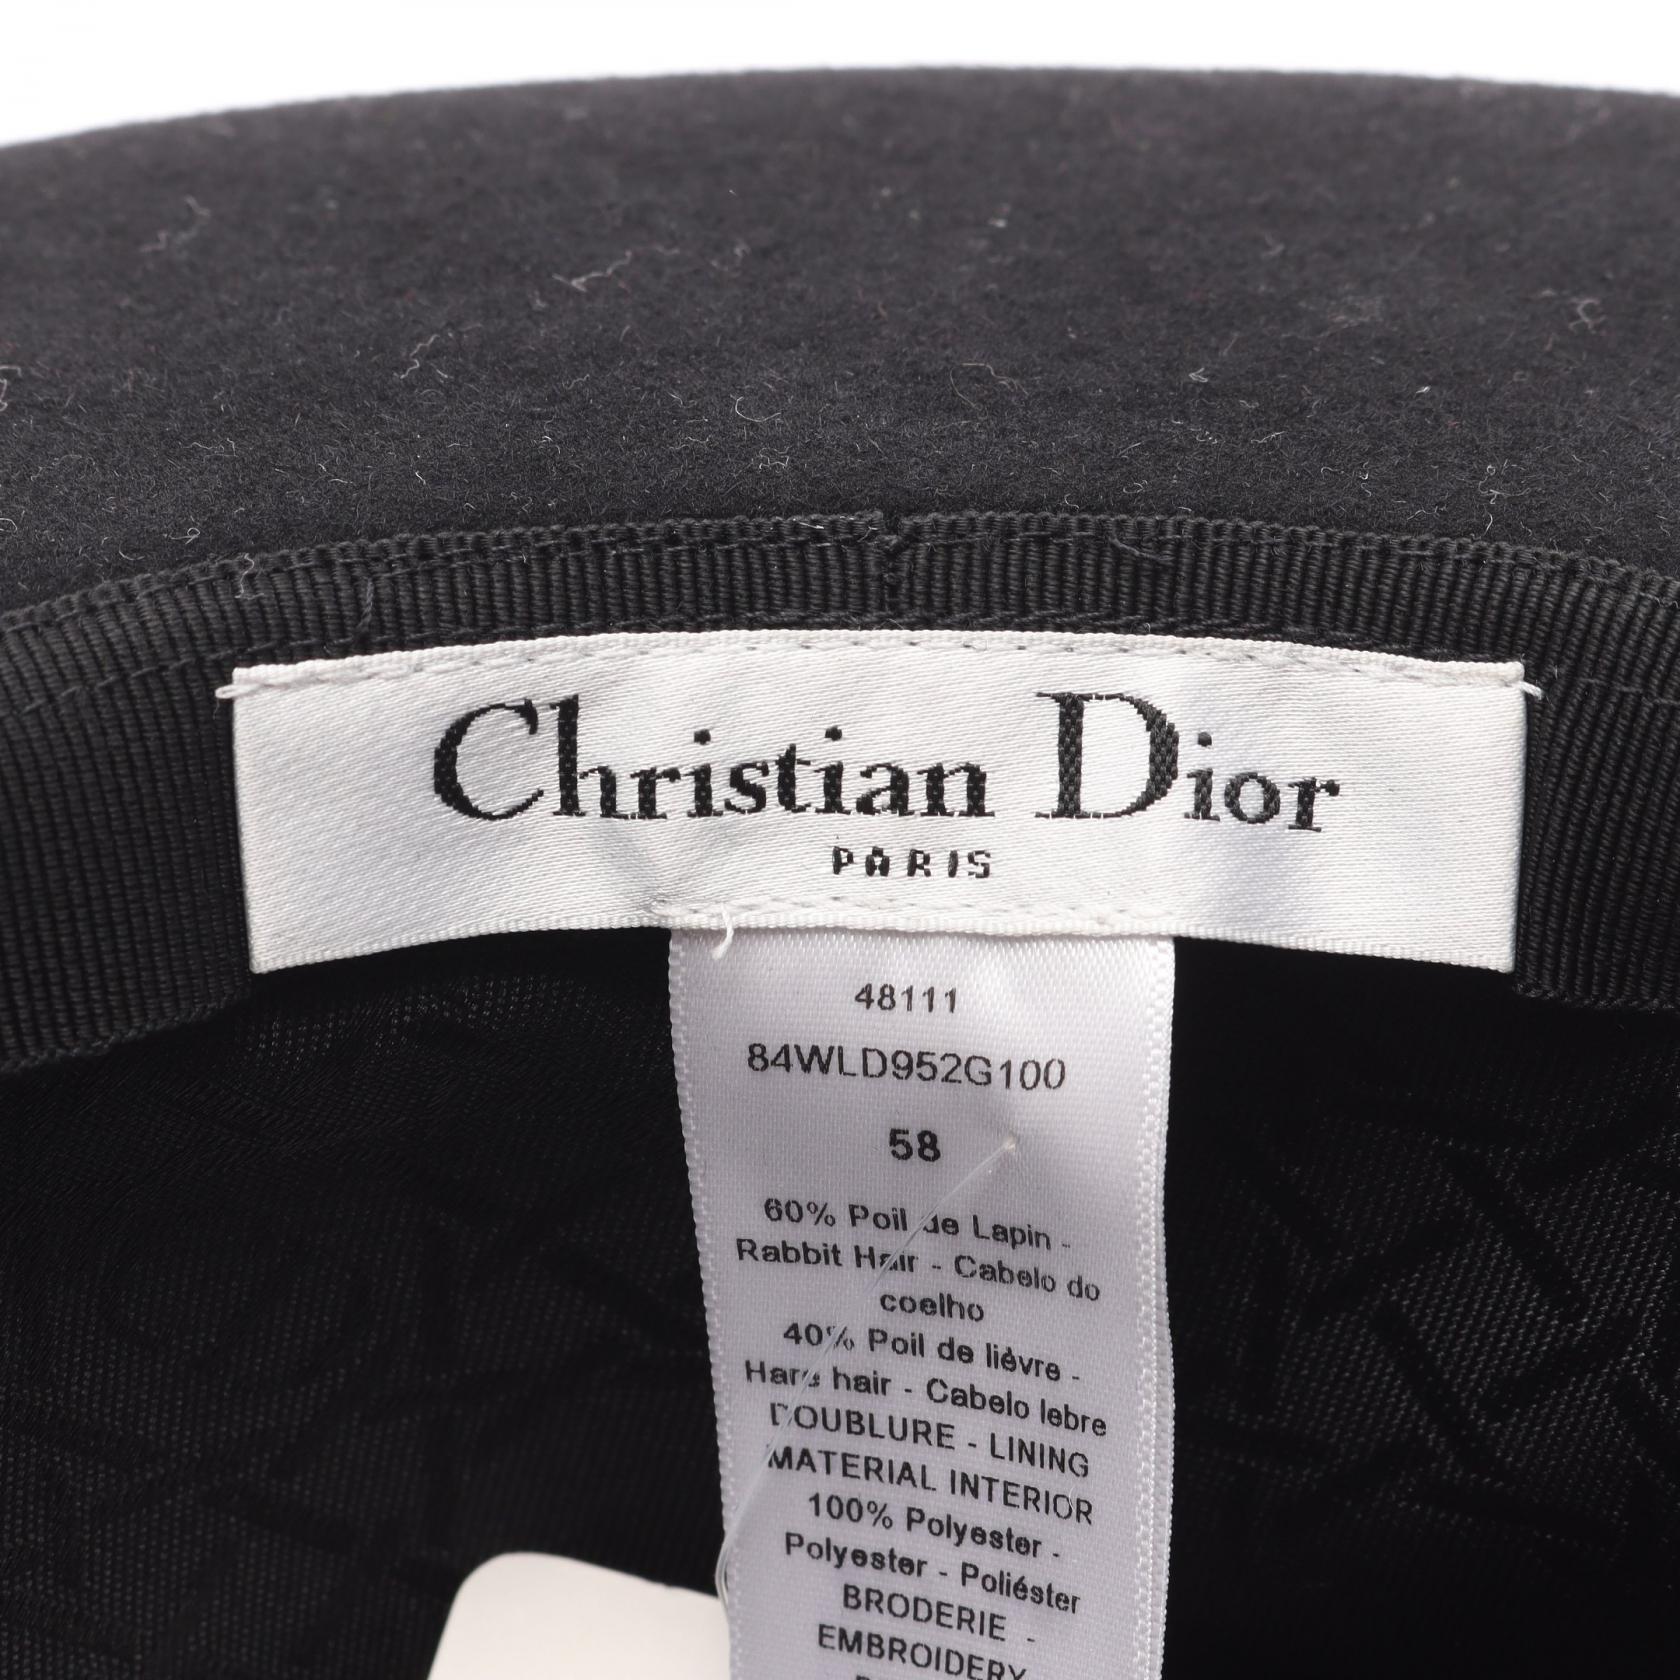 Christian Dior
PARIS
48111
84WLD952G100
58
60% Poil de Lapin -
Rabbit Hair - Cabelo do
coelho
40% Poil de lièvre -
Hare hair - Cabelo lebre
DOUBLURE - LINING
MATERIAL INTERIOR
100% Polyester -
Polyester - Poliéster
BRODERIE -
EMBROIDERY